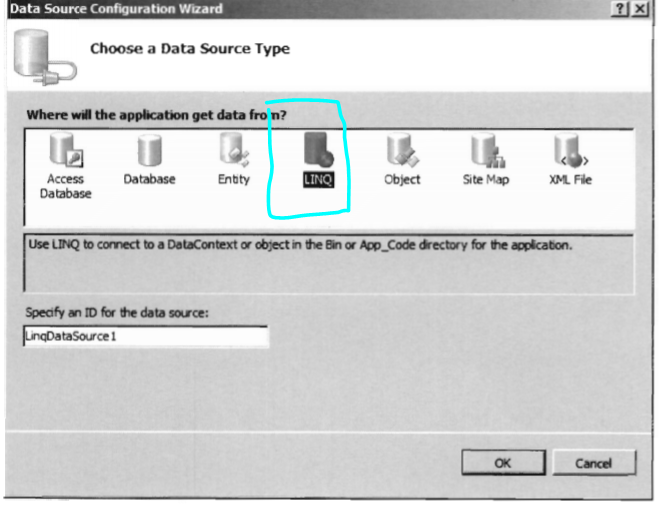 Data Source Configuration Wizard
Choose a Data Source Type
Where will the application get data from?
Access Database
Database
Entity
LINQ
Object
Site Map
XML File
Use LINQ to connect to a DataContext or object in the Bin or App_Code directory for the application.
Specify an ID for the data source:
LinqDataSource1
OK
Cancel